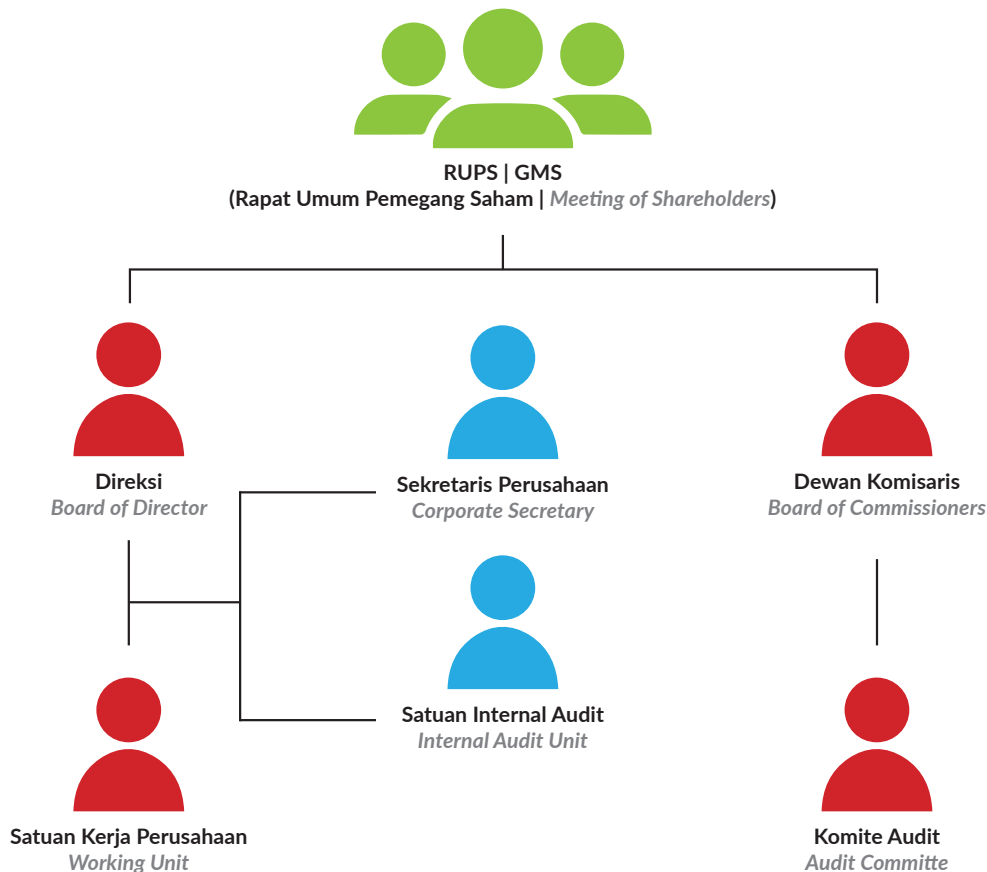 RUPS | GMS
(Rapat Umum Pemegang Saham | Meeting of Shareholders)
Direksi
Board of Director
Sekretaris Perusahaan
Corporate Secretary
Dewan Komisaris
Board of Commissioners
Satuan Internal Audit
Internal Audit Unit
Satuan Kerja Perusahaan
Working Unit
Komite Audit
Audit Committe